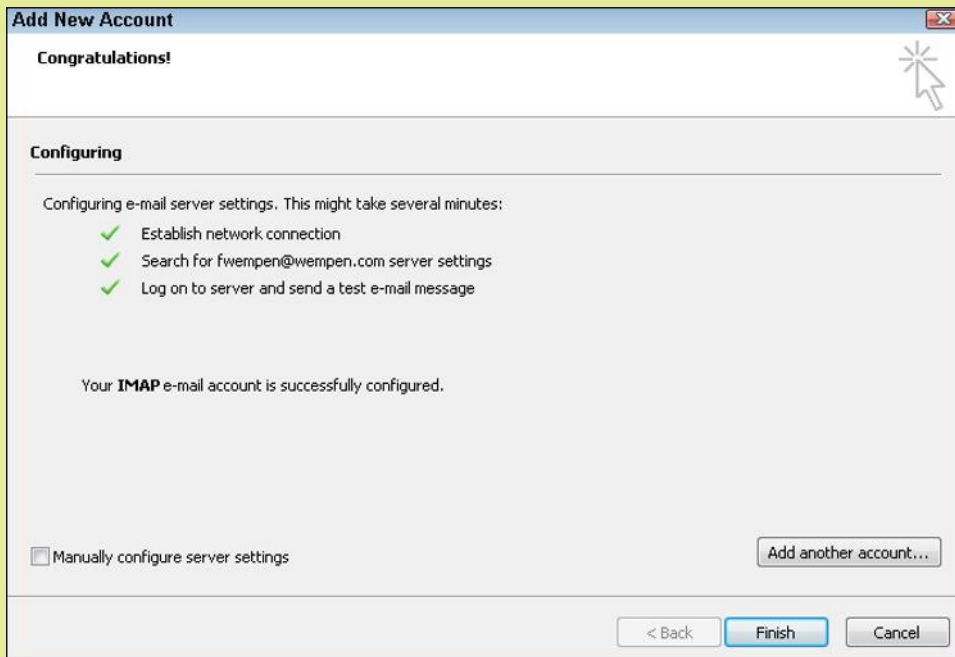 Add New Account
Congratulations!
Configuring
Configuring e-mail server settings. This might take several minutes:
Establish network connection
Search for fwempen@wempen.com server settings
Log on to server and send a test e-mail message
Your IMAP e-mail account is successfully configured.
Manually configure server settings
Add another account...
< Back
Finish
Cancel